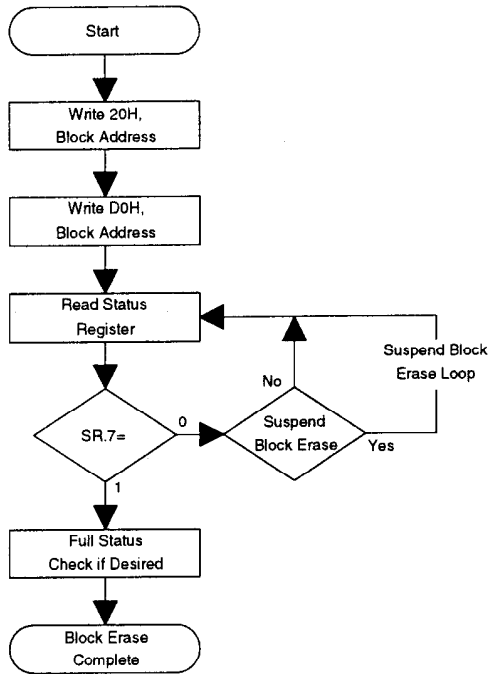 Start
Write 20H,
Block Address
Write D0H,
Block Address
Read Status
Register
Suspend Block
Erase Loop
No
SR.7=
0
Suspend
Block Erase
Yes
1
Full Status
Check if Desired
Block Erase
Complete